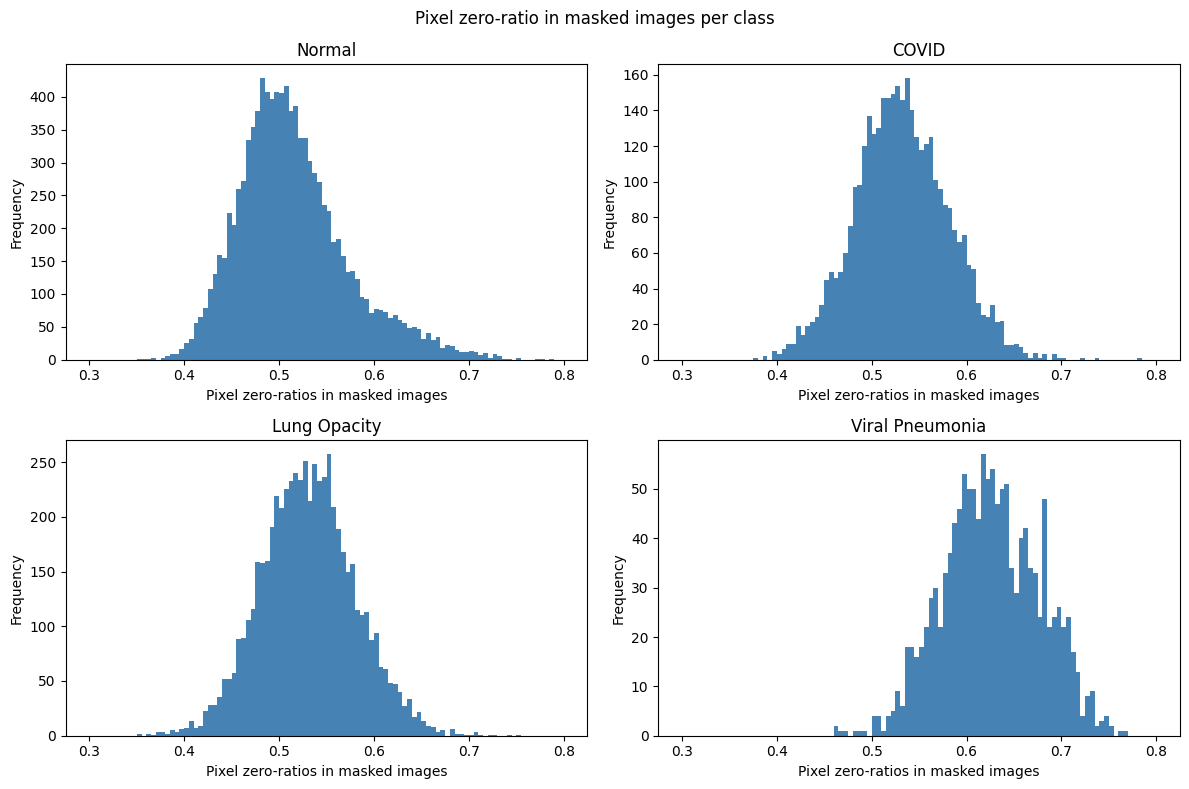 Pixel zero-ratio in masked images per class
Normal
400
350
300
250
200
150
100
50
0
Frequency
0.3 0.4 0.5 0.6 0.7 0.8
Pixel zero-ratios in masked images
COVID
160
140
120
100
80
60
40
20
0
Frequency
0.3 0.4 0.5 0.6 0.7 0.8
Pixel zero-ratios in masked images
Lung Opacity
250
200
150
100
50
0
Frequency
0.3 0.4 0.5 0.6 0.7 0.8
Pixel zero-ratios in masked images
Viral Pneumonia
50
40
30
20
10
0
Frequency
0.3 0.4 0.5 0.6 0.7 0.8
Pixel zero-ratios in masked images